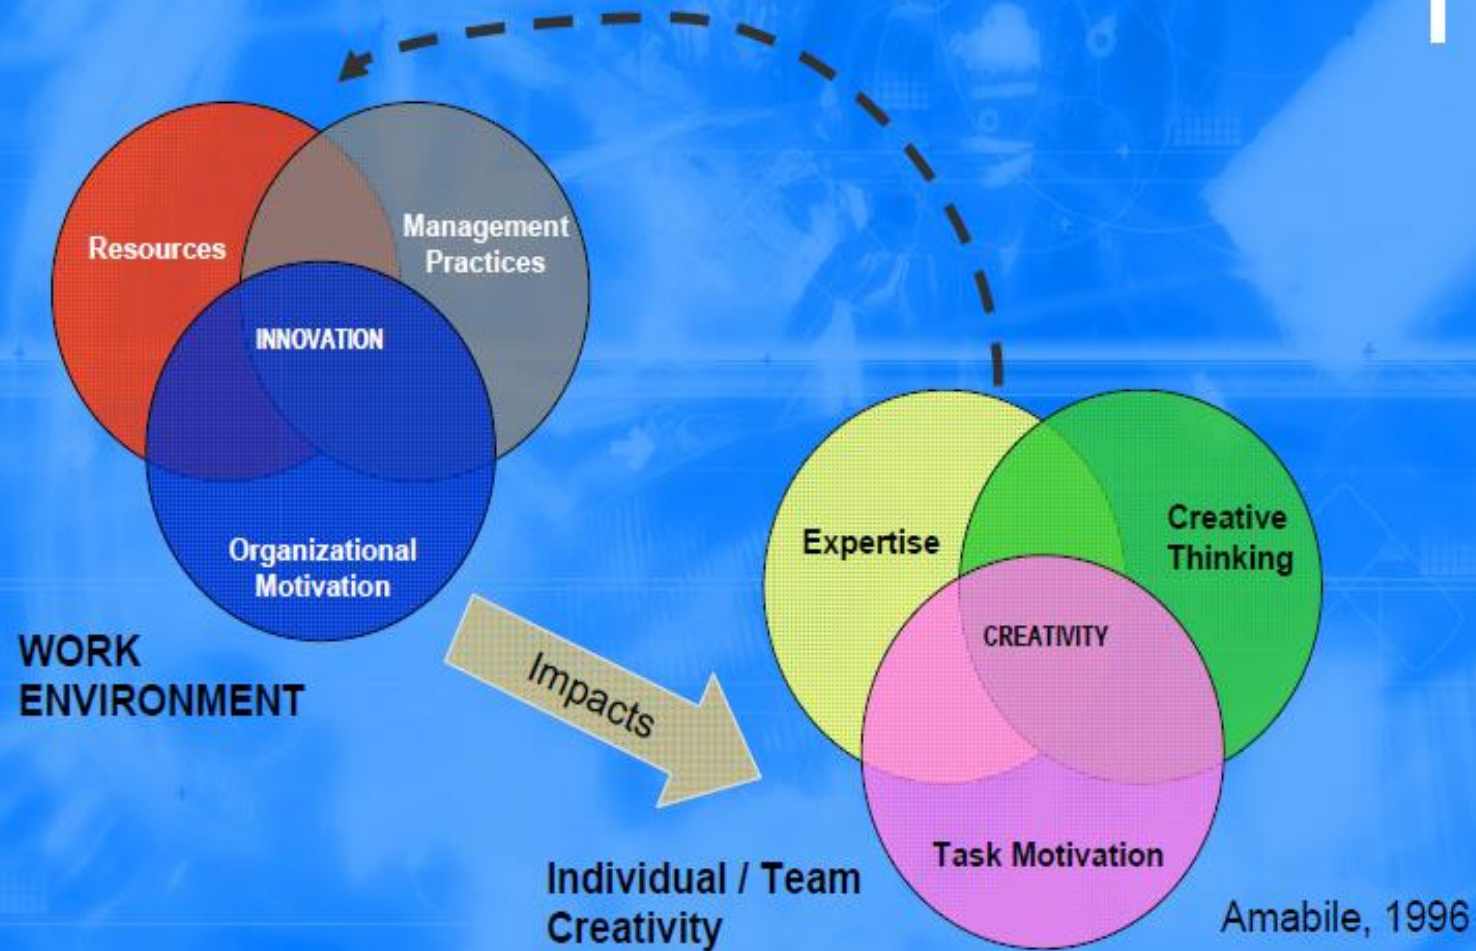 Resources
Management
Practices
INNOVATION
Organizational
Motivation
WORK
ENVIRONMENT
Impacts
Expertise
Creative
Thinking
CREATIVITY
Task Motivation
Individual / Team
Creativity
Amabile, 1996